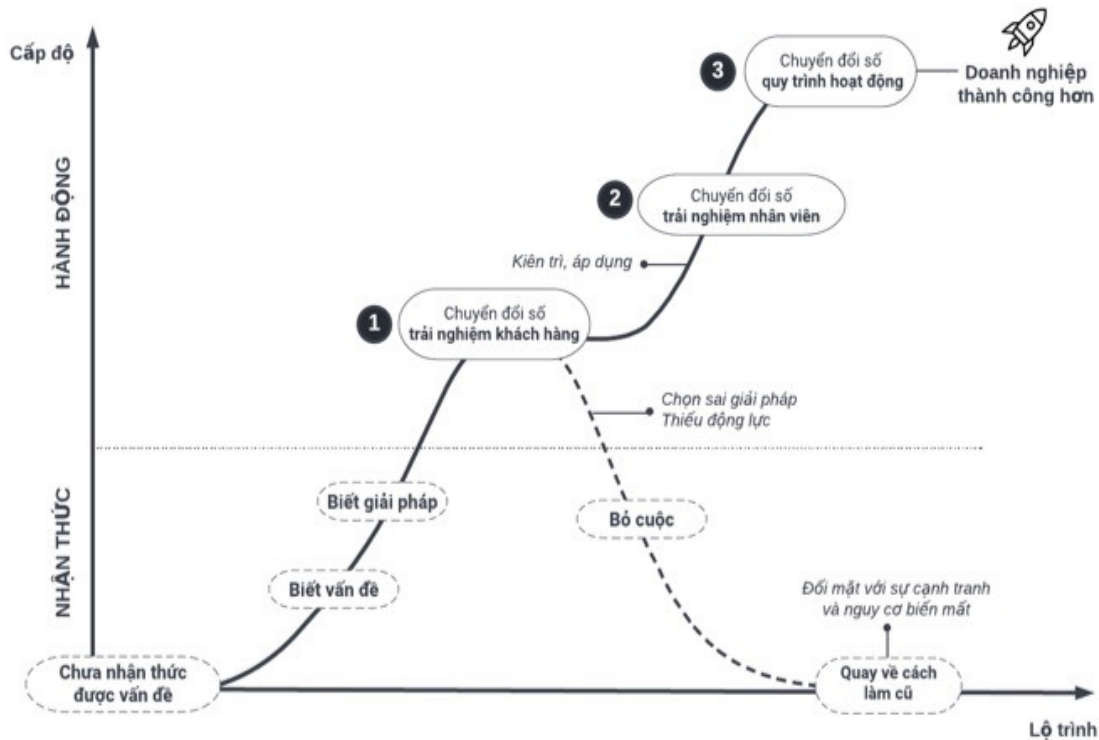 Cấp độ
3
Chuyển đổi số
quy trình hoạt động
Doanh nghiệp
thành công hơn
HÀNH ĐỘNG
2
Chuyển đổi số
trải nghiệm nhân viên
Kiên trì, áp dụng
1
Chuyển đổi số
trải nghiệm khách hàng
Chọn sai giải pháp
Thiếu động lực
NHẬN THỨC
Biết giải pháp
Bỏ cuộc
Biết vấn đề
Đối mặt với sự cạnh tranh
và nguy cơ biến mất
Chưa nhận thức
được vấn đề
Quay về cách
làm cũ
Lộ trình